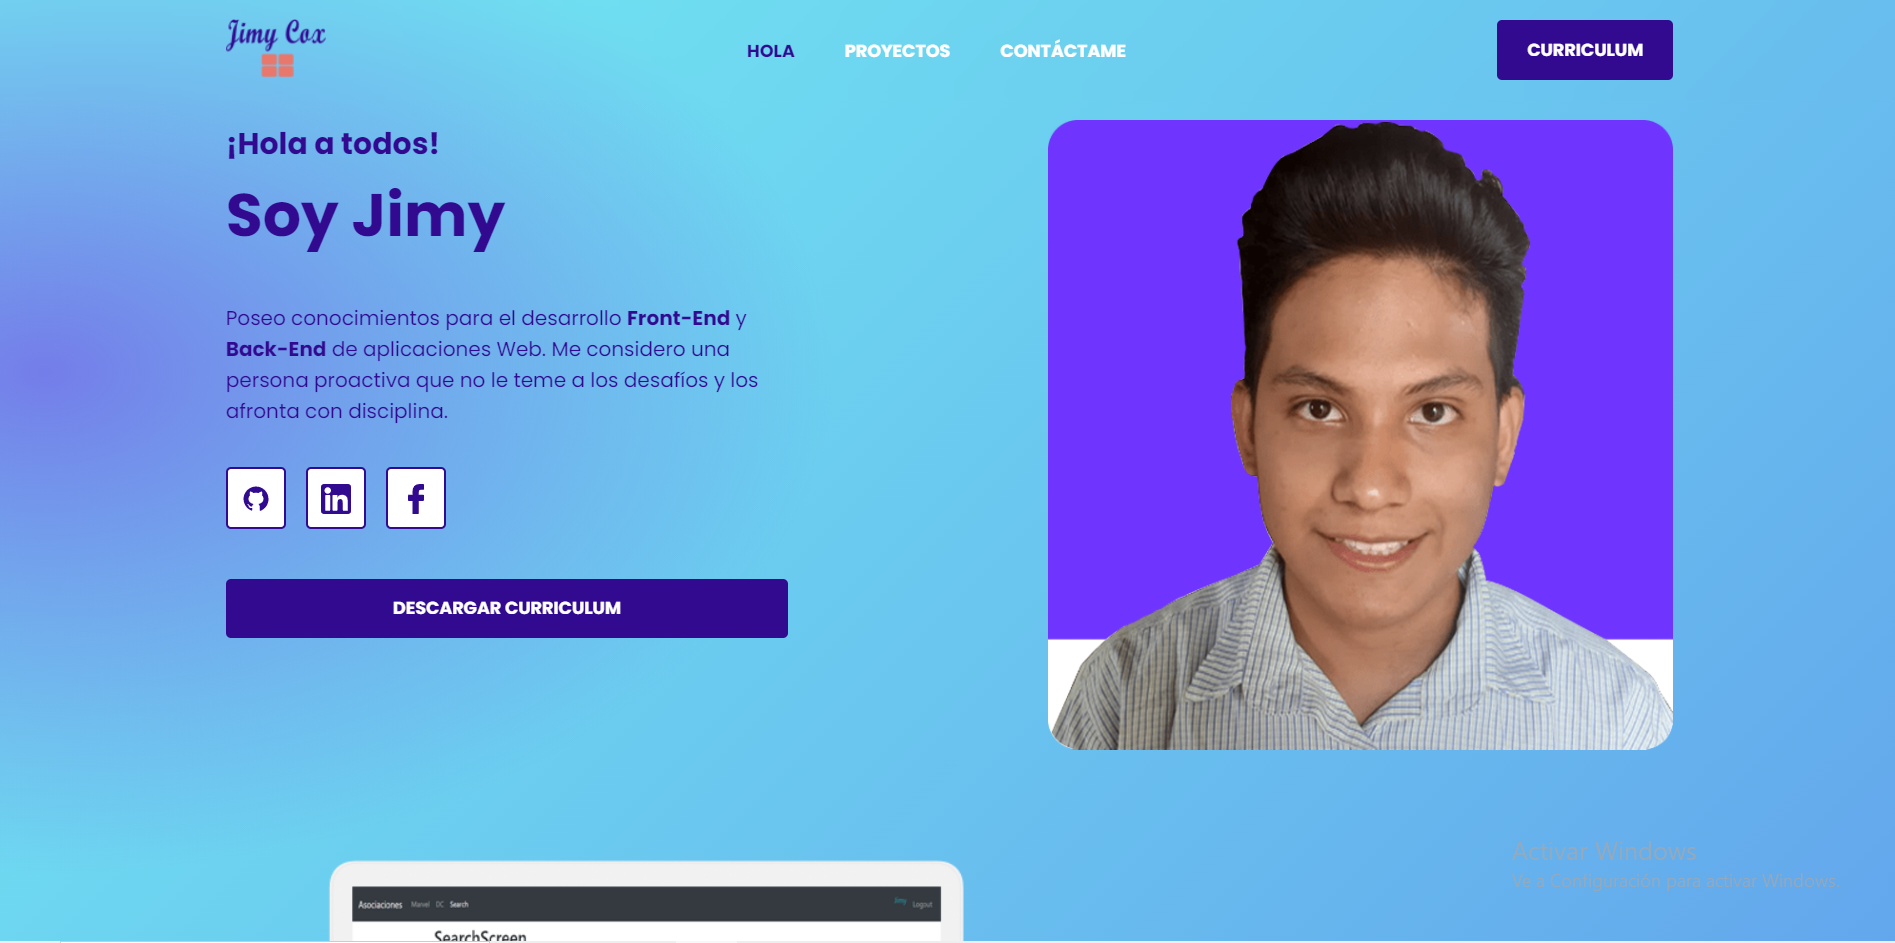 Jimy Cox
HOLA
PROYECTOS
CONTÁCTAME
CURRICULUM
¡Hola a todos!
Soy Jimy
Poseo conocimientos para el desarrollo Front-End y
Back-End de aplicaciones Web. Me considero una
persona proactiva que no le teme a los desafíos y los
afronta con disciplina.
DESCARGAR CURRICULUM
Activar Windows
Ve a Configuración para activar Windows.
Asociaciones Marvel DC Search Jimy Logout
SearchScreen